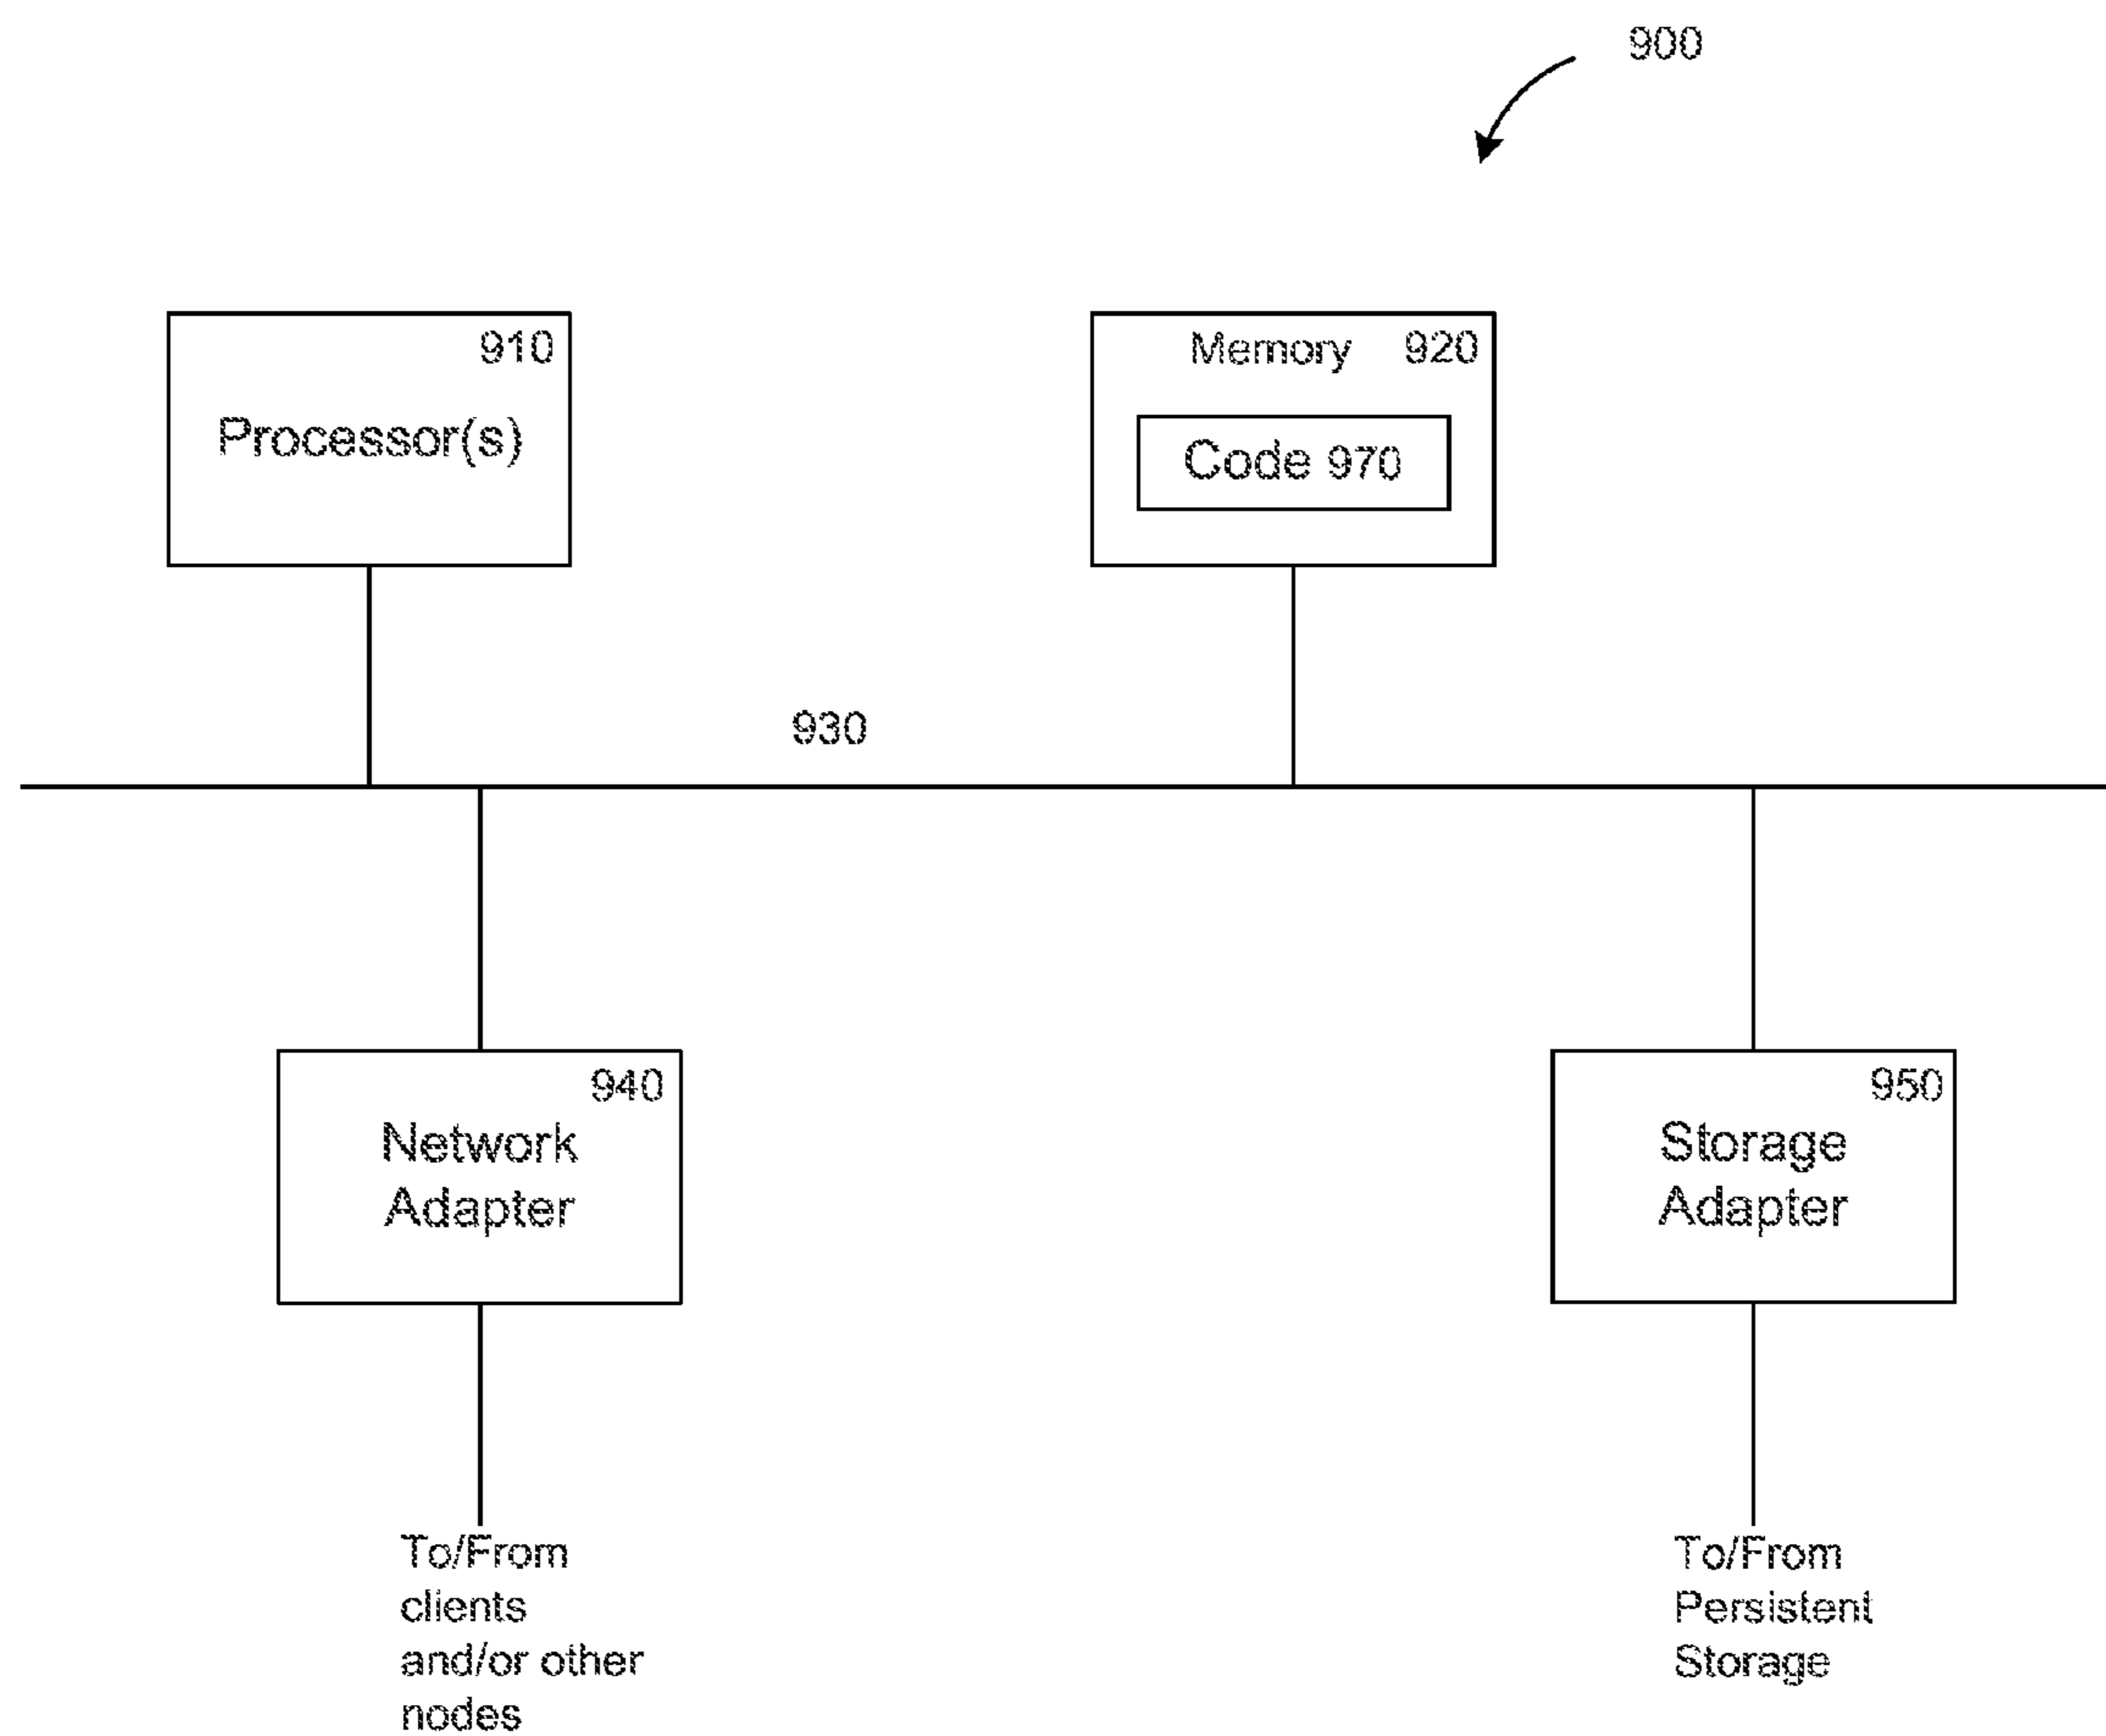 900
910
Processor(s)
Memory 920
Code 970
930
940
Network
Adapter
950
Storage
Adapter
To/From
clients
and/or other
nodes
To/From
Persistent
Storage